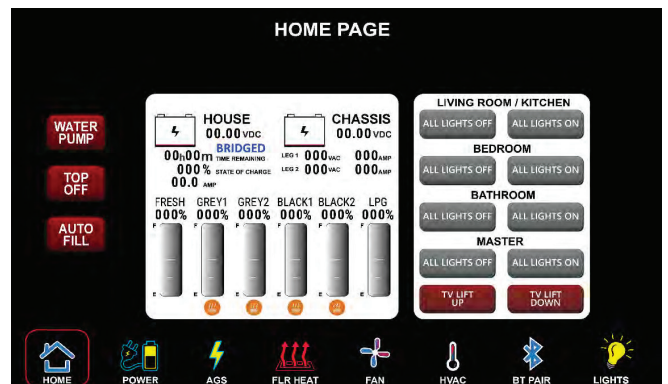 HOME PAGE
WATER
PUMP
TOP
OFF
AUTO
FILL
HOUSE
00.00 VDC
CHASSIS
00.00 VDC
BRIDGED
00h00m TIME REMAINING
000% STATE OF CHARGE
00.0 AMP
LEG 1 000 VAC 000 AMP
LEG 2 000 VAC 000 AMP
FRESH GREY1 GREY2 BLACK1 BLACK2 LPG
000% 000% 000% 000% 000% 000%
F F F F F F
E E E E E E
LIVING ROOM / KITCHEN
ALL LIGHTS OFF ALL LIGHTS ON
BEDROOM
ALL LIGHTS OFF ALL LIGHTS ON
BATHROOM
ALL LIGHTS OFF ALL LIGHTS ON
MASTER
ALL LIGHTS OFF ALL LIGHTS ON
TV LIFT
UP
TV LIFT
DOWN
HOME POWER AGS FLR HEAT FAN HVAC BT PAIR LIGHTS